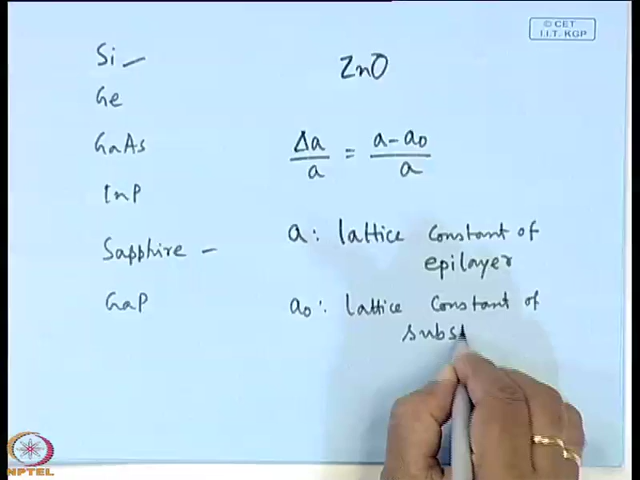 © CET
I.I.T. KGP
Si –
ZnO
Ge
GaAs
Δa/a = a-a₀/a
InP
a: lattice constant of
epilayer
Sapphire –
GaP
a₀: lattice constant of
subs
NPTEL